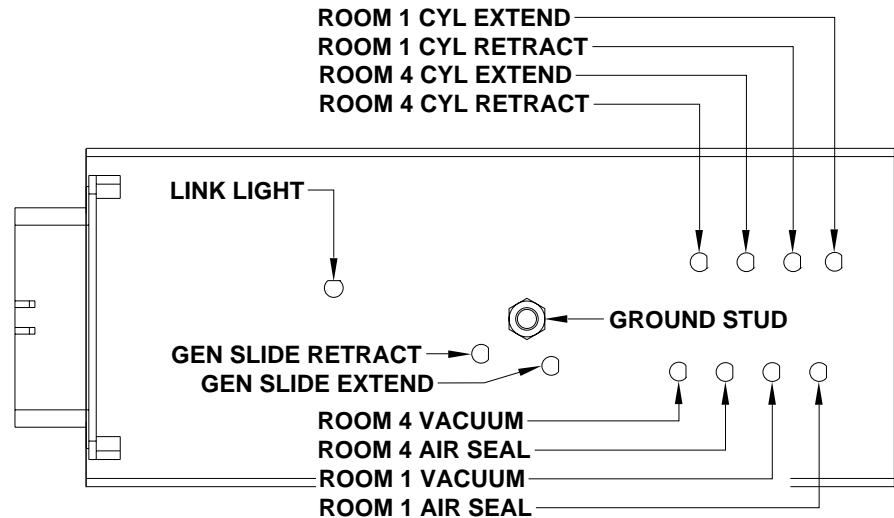 ROOM 1 CYL EXTEND
ROOM 1 CYL RETRACT
ROOM 4 CYL EXTEND
ROOM 4 CYL RETRACT
LINK LIGHT
GROUND STUD
GEN SLIDE RETRACT
GEN SLIDE EXTEND
ROOM 4 VACUUM
ROOM 4 AIR SEAL
ROOM 1 VACUUM
ROOM 1 AIR SEAL